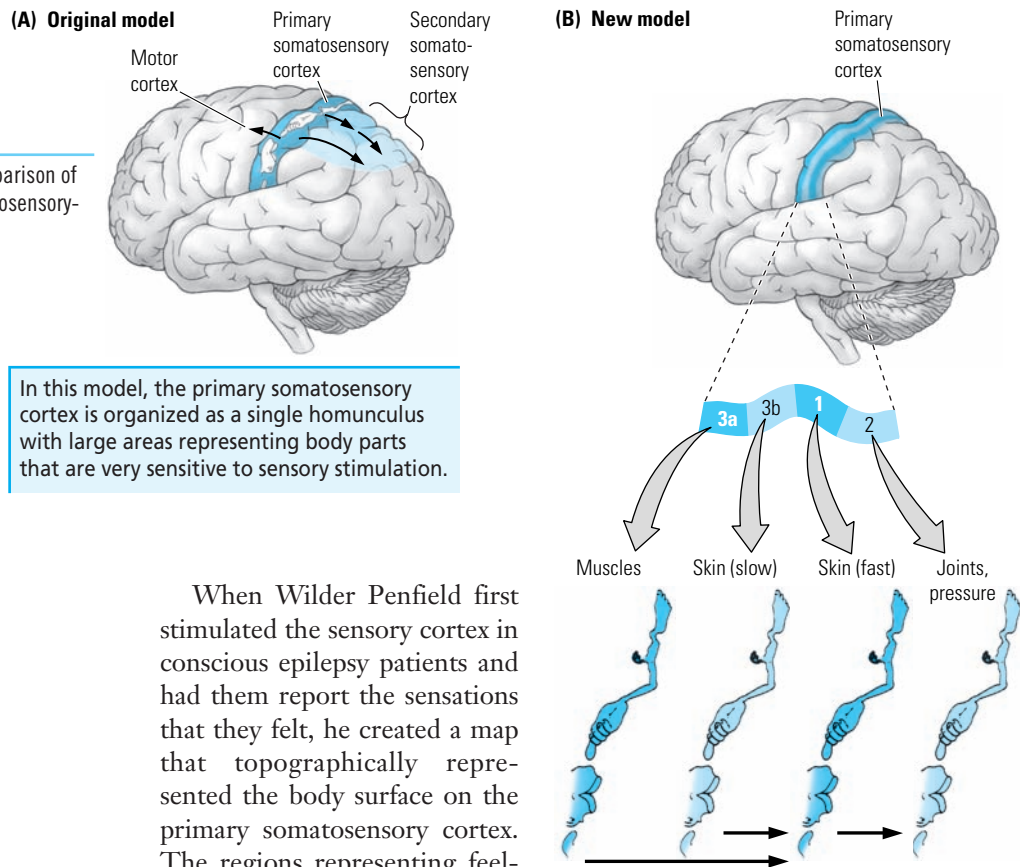 (A) Original model
Motor
cortex
Primary
somatosensory
cortex
Secondary
somato-
sensory
cortex
parison of
osensory-
In this model, the primary somatosensory
cortex is organized as a single homunculus
with large areas representing body parts
that are very sensitive to sensory stimulation.
When Wilder Penfield first
stimulated the sensory cortex in
conscious epilepsy patients and
had them report the sensations
that they felt, he created a map
that topographically repre-
sented the body surface on the
primary somatosensory cortex.
The regions representing feel-
(B) New model
Primary
somatosensory
cortex
3a
3b
1
2
Muscles
Skin (slow)
Skin (fast)
Joints,
pressure